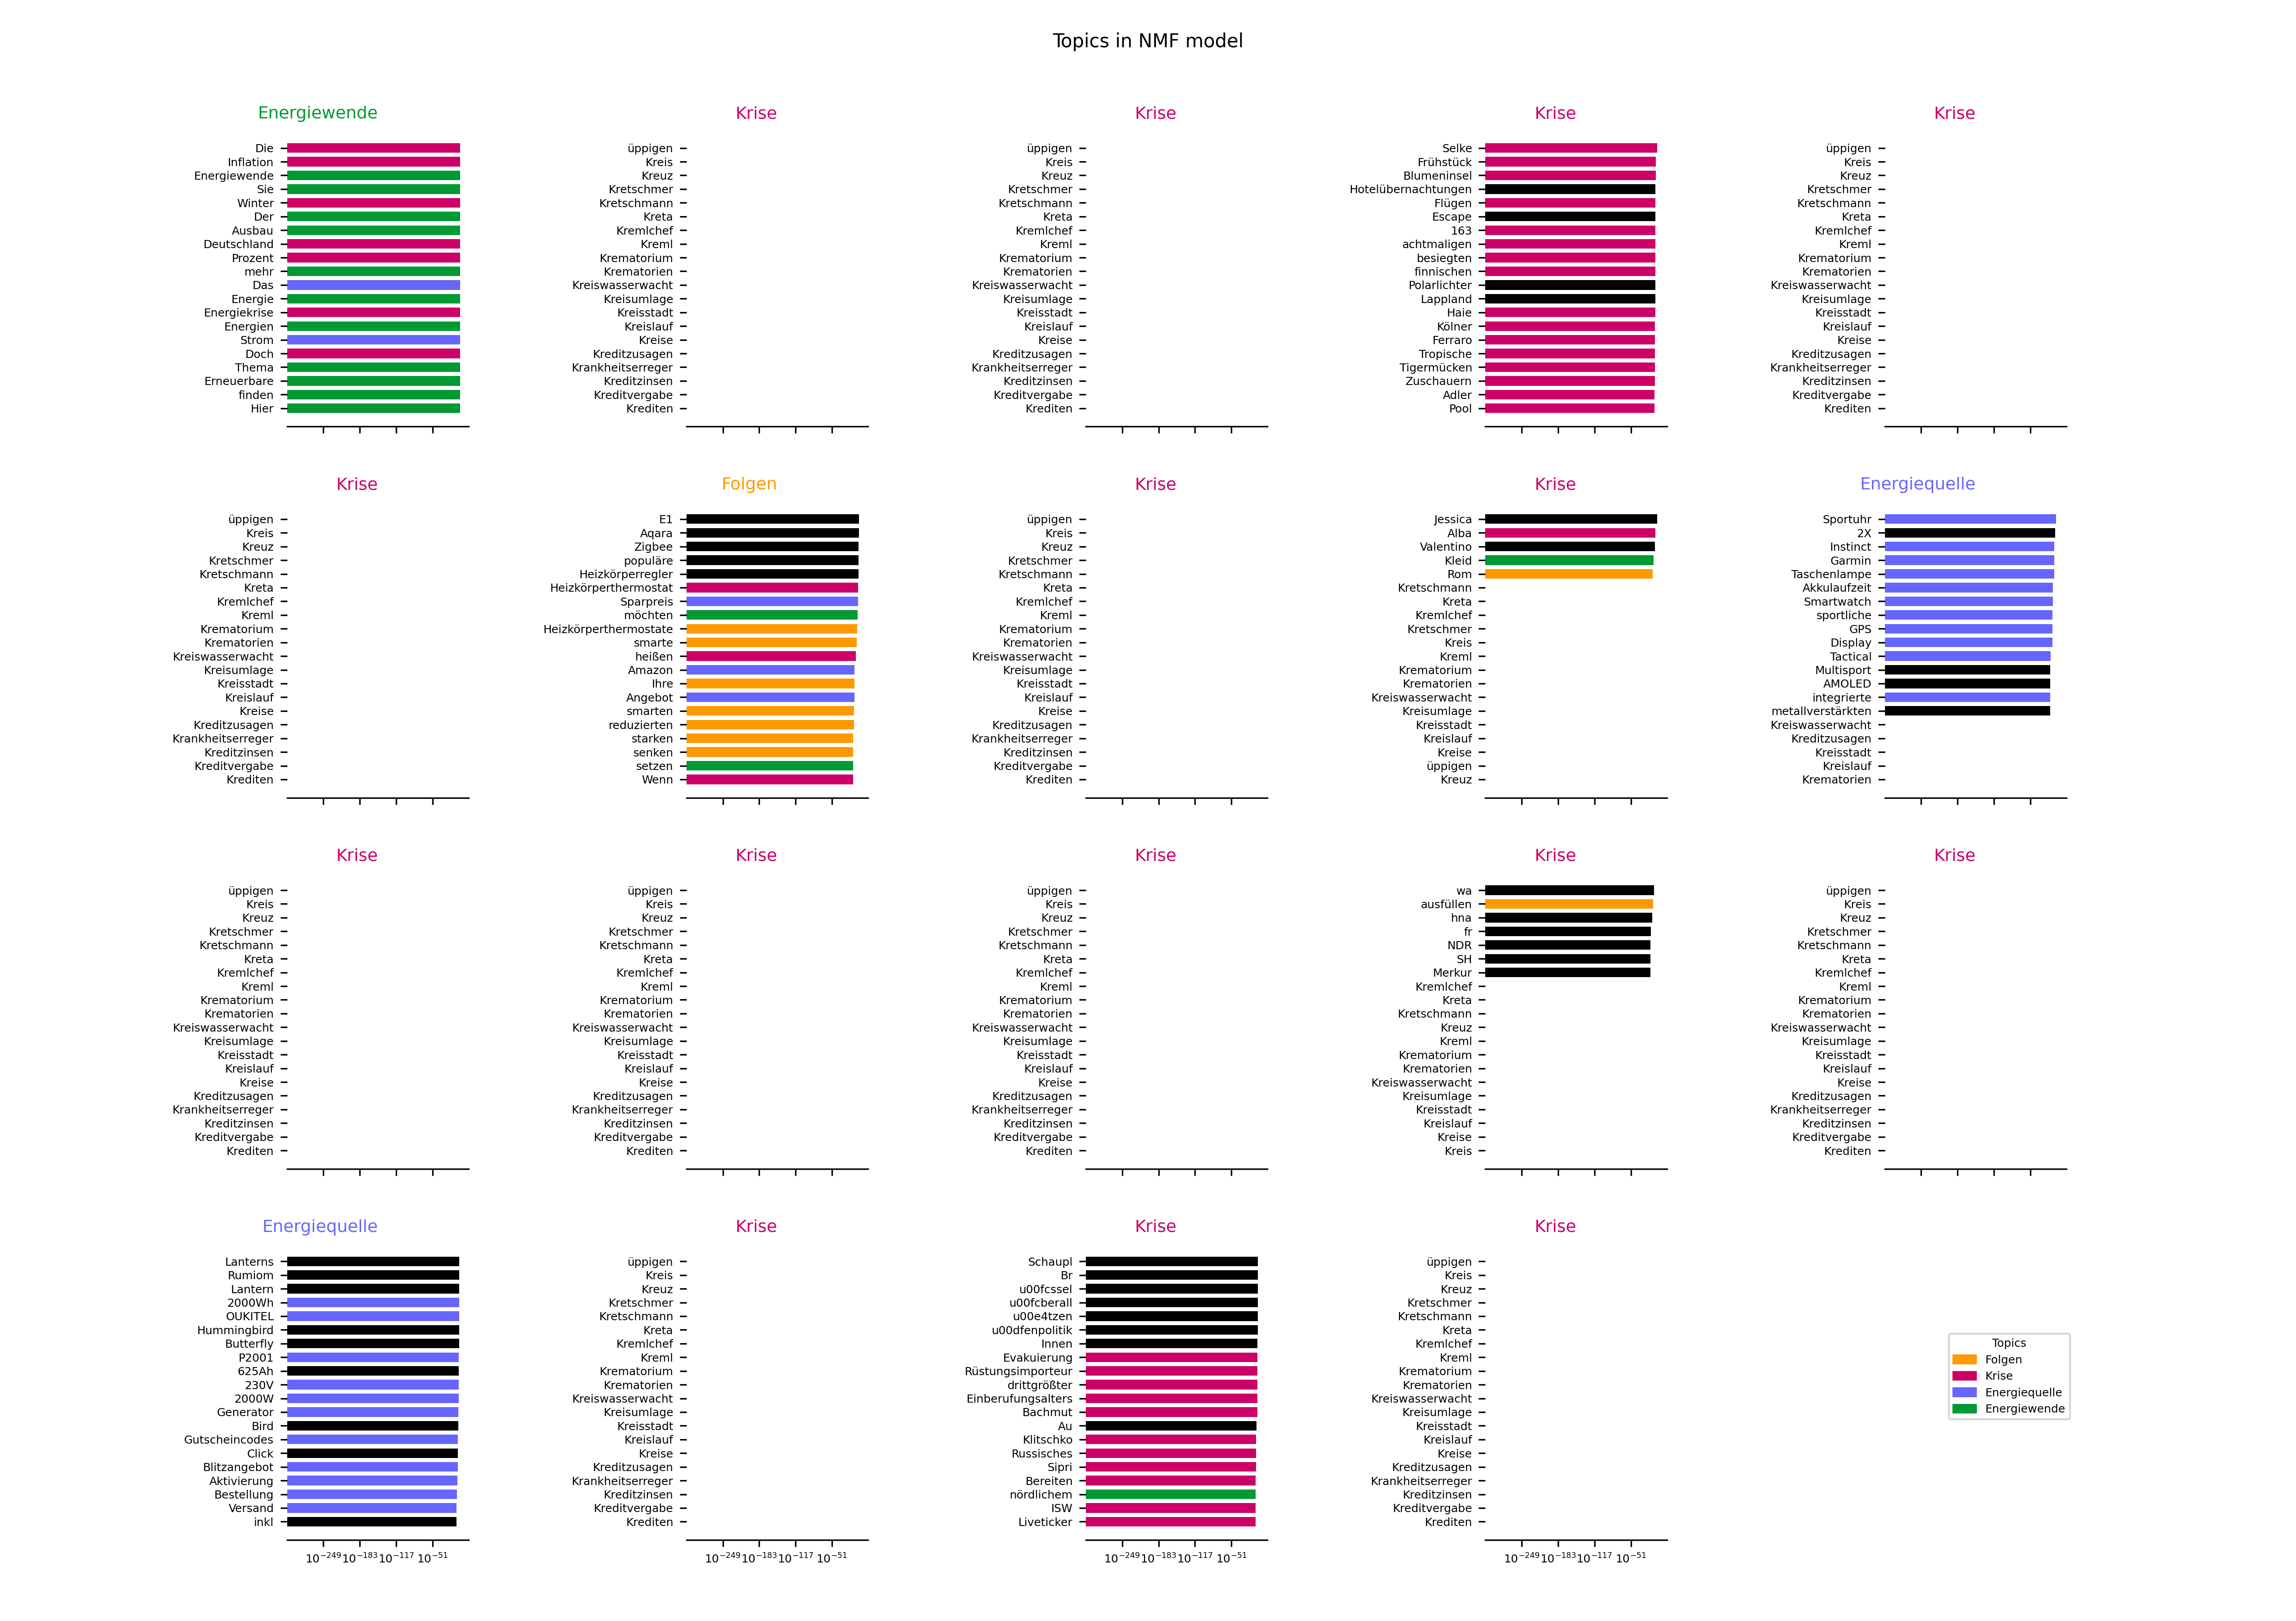 Topics in NMF model
Energiewende
Die
Inflation
Energiewende
Sie
Winter
Der
Ausbau
Deutschland
Prozent
mehr
Das
Energie
Energiekrise
Energien
Strom
Doch
Thema
Erneuerbare
finden
Hier
Krise
üppigen
Kreis
Kreuz
Kretschmer
Kretschmann
Kreta
Kremlchef
Kreml
Krematorium
Krematorien
Kreiswasserwacht
Kreisumlage
Kreisstadt
Kreislauf
Kreise
Kreditzusagen
Krankheitserreger
Kreditzinsen
Kreditvergabe
Krediten
Krise
üppigen
Kreis
Kreuz
Kretschmer
Kretschmann
Kreta
Kremlchef
Kreml
Krematorium
Krematorien
Kreiswasserwacht
Kreisumlage
Kreisstadt
Kreislauf
Kreise
Kreditzusagen
Krankheitserreger
Kreditzinsen
Kreditvergabe
Krediten
Krise
Selke
Frühstück
Blumeninsel
Hotelübernachtungen
Flügen
Escape
163
achtmaligen
besiegten
finnischen
Polarlichter
Lappland
Haie
Kölner
Ferraro
Tropische
Tigermücken
Zuschauern
Adler
Pool
Krise
üppigen
Kreis
Kreuz
Kretschmer
Kretschmann
Kreta
Kremlchef
Kreml
Krematorium
Krematorien
Kreiswasserwacht
Kreisumlage
Kreisstadt
Kreislauf
Kreise
Kreditzusagen
Krankheitserreger
Kreditzinsen
Kreditvergabe
Krediten
Krise
üppigen
Kreis
Kreuz
Kretschmer
Kretschmann
Kreta
Kremlchef
Kreml
Krematorium
Krematorien
Kreiswasserwacht
Kreisumlage
Kreisstadt
Kreislauf
Kreise
Kreditzusagen
Krankheitserreger
Kreditzinsen
Kreditvergabe
Krediten
Folgen
E1
Aqara
Zigbee
populäre
Heizkörperregler
Heizkörperthermostat
Sparpreis
möchten
Heizkörperthermostate
smarte
heißen
Amazon
Ihre
Angebot
smarten
reduzierten
starken
senken
setzen
Wenn
Krise
üppigen
Kreis
Kreuz
Kretschmer
Kretschmann
Kreta
Kremlchef
Kreml
Krematorium
Krematorien
Kreiswasserwacht
Kreisumlage
Kreisstadt
Kreislauf
Kreise
Kreditzusagen
Krankheitserreger
Kreditzinsen
Kreditvergabe
Krediten
Krise
Jessica
Alba
Valentino
Kleid
Rom
Kretschmann
Kreta
Kremlchef
Kretschmer
Kreis
Kreml
Krematorium
Krematorien
Kreiswasserwacht
Kreisumlage
Kreisstadt
Kreislauf
Kreise
üppigen
Kreuz
Energiequelle
Sportuhr
2X
Instinct
Garmin
Taschenlampe
Akkulaufzeit
Smartwatch
sportliche
GPS
Display
Tactical
Multisport
AMOLED
integrierte
metallverstärkten
Kreiswasserwacht
Kreditzusagen
Kreisstadt
Kreislauf
Krematorien
Krise
üppigen
Kreis
Kreuz
Kretschmer
Kretschmann
Kreta
Kremlchef
Kreml
Krematorium
Krematorien
Kreiswasserwacht
Kreisumlage
Kreisstadt
Kreislauf
Kreise
Kreditzusagen
Krankheitserreger
Kreditzinsen
Kreditvergabe
Krediten
Krise
üppigen
Kreis
Kreuz
Kretschmer
Kretschmann
Kreta
Kremlchef
Kreml
Krematorium
Krematorien
Kreiswasserwacht
Kreisumlage
Kreisstadt
Kreislauf
Kreise
Kreditzusagen
Krankheitserreger
Kreditzinsen
Kreditvergabe
Krediten
Krise
üppigen
Kreis
Kreuz
Kretschmer
Kretschmann
Kreta
Kremlchef
Kreml
Krematorium
Krematorien
Kreiswasserwacht
Kreisumlage
Kreisstadt
Kreislauf
Kreise
Kreditzusagen
Krankheitserreger
Kreditzinsen
Kreditvergabe
Krediten
Krise
wa
ausfüllen
hna
fr
NDR
SH
Merkur
Kremlchef
Kreta
Kretschmann
Kreuz
Kreml
Krematorium
Krematorien
Kreiswasserwacht
Kreisumlage
Kreisstadt
Kreislauf
Kreise
Kreis
Krise
üppigen
Kreis
Kreuz
Kretschmer
Kretschmann
Kreta
Kremlchef
Kreml
Krematorium
Krematorien
Kreiswasserwacht
Kreisumlage
Kreisstadt
Kreislauf
Kreise
Kreditzusagen
Krankheitserreger
Kreditzinsen
Kreditvergabe
Krediten
Energiequelle
Lanterns
Rumiom
Lantern
2000Wh
OUKITEL
Hummingbird
Butterfly
P2001
625Ah
230V
2000W
Generator
Bird
Gutscheincodes
Click
Blitzangebot
Aktivierung
Bestellung
Versand
inkl
10⁻²⁴⁹ 10⁻¹⁸³ 10⁻¹¹⁷ 10⁻⁵¹
Krise
üppigen
Kreis
Kreuz
Kretschmer
Kretschmann
Kreta
Kremlchef
Kreml
Krematorium
Krematorien
Kreiswasserwacht
Kreisumlage
Kreisstadt
Kreislauf
Kreise
Kreditzusagen
Krankheitserreger
Kreditzinsen
Kreditvergabe
Krediten
10⁻²⁴⁹ 10⁻¹⁸³ 10⁻¹¹⁷ 10⁻⁵¹
Krise
Schaupl
Br
u00fcssel
u00fcberall
u00e4tzen
u00dfenpolitik
Innen
Evakuierung
Rüstungsimporteur
drittgrößter
Einberufungsalters
Bachmut
Au
Klitschko
Russisches
Sipri
Bereiten
nördlichem
ISW
Liveticker
10⁻²⁴⁹ 10⁻¹⁸³ 10⁻¹¹⁷ 10⁻⁵¹
Krise
üppigen
Kreis
Kreuz
Kretschmer
Kretschmann
Kreta
Kremlchef
Kreml
Krematorium
Krematorien
Kreiswasserwacht
Kreisumlage
Kreisstadt
Kreislauf
Kreise
Kreditzusagen
Krankheitserreger
Kreditzinsen
Kreditvergabe
Krediten
10⁻²⁴⁹ 10⁻¹⁸³ 10⁻¹¹⁷ 10⁻⁵¹
Topics
Folgen
Krise
Energiequelle
Energiewende